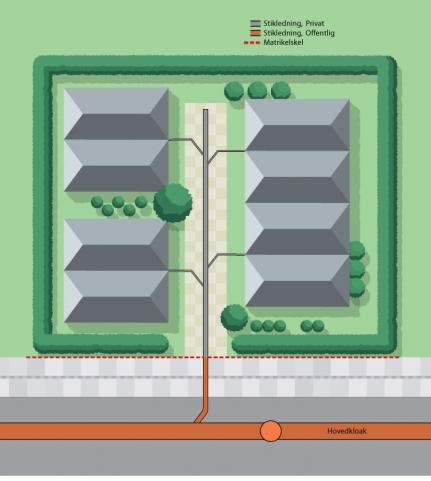 Stikledning, Privat
Stikledning, Offentlig
Matrikelskel
Hovedkloak